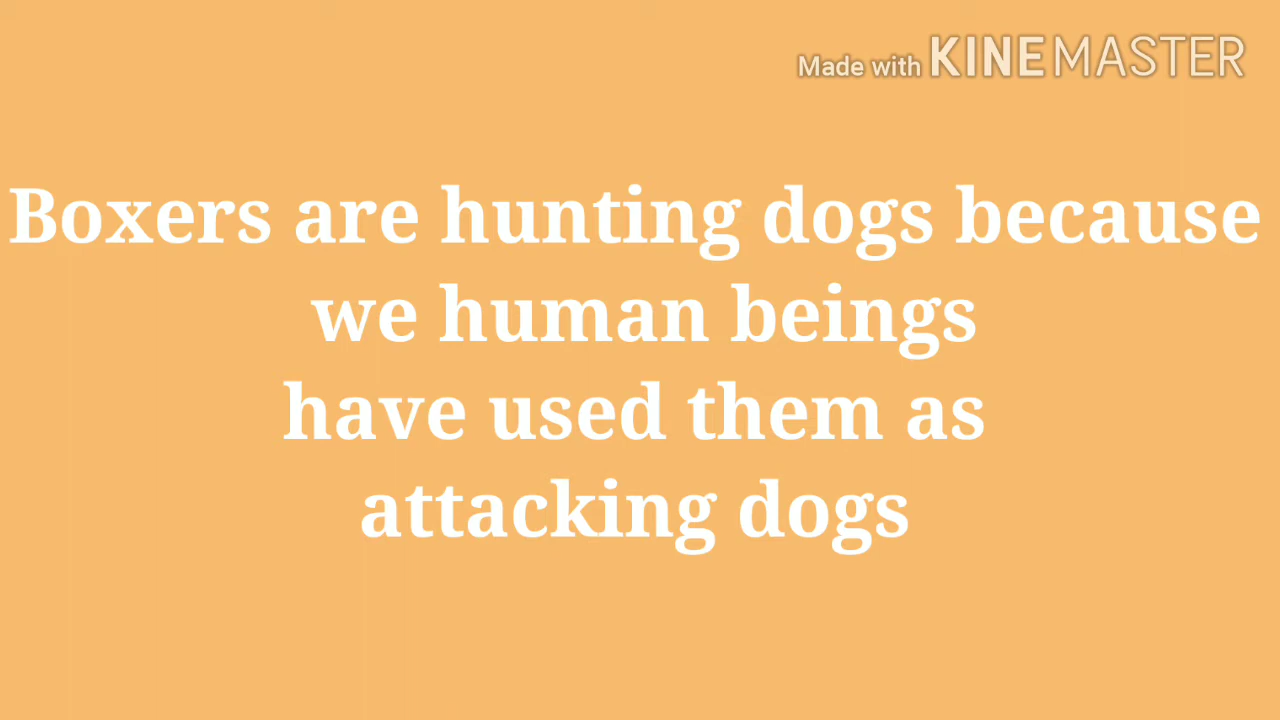 Made with KINEMASTER
Boxers are hunting dogs because
we human beings
have used them as
attacking dogs